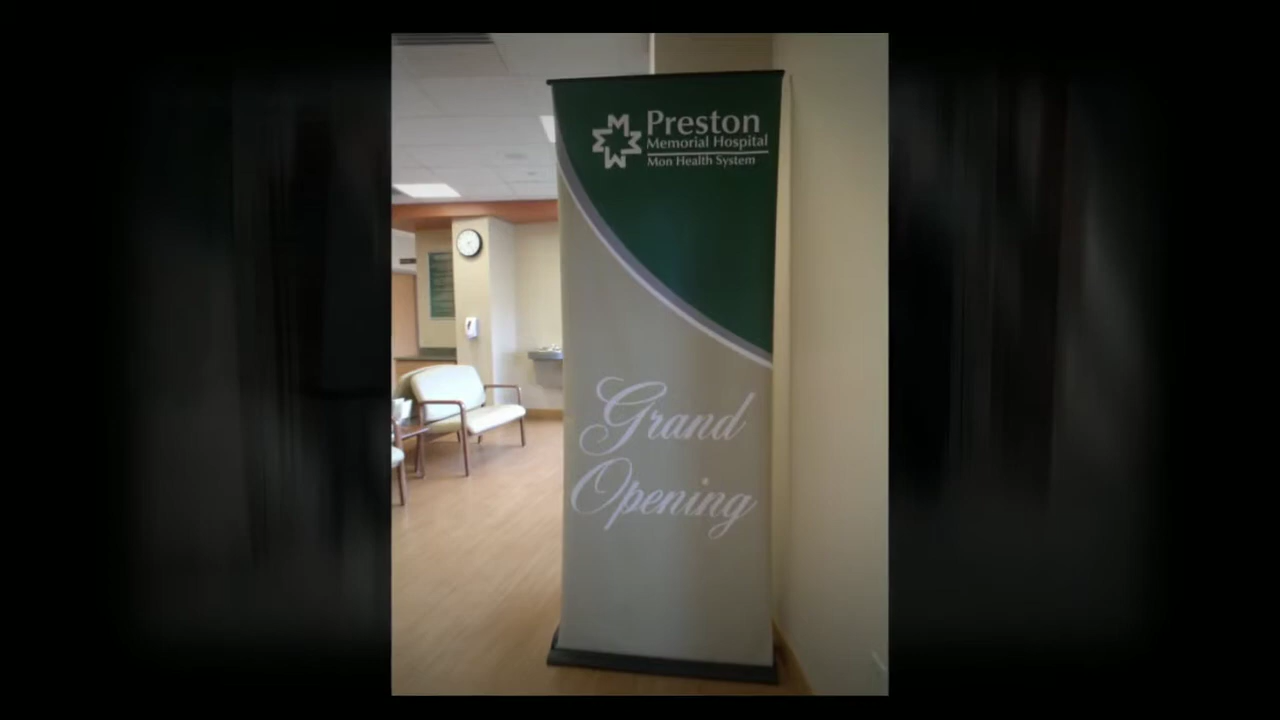 Preston
Memorial Hospital
Mon Health System
Grand
Opening